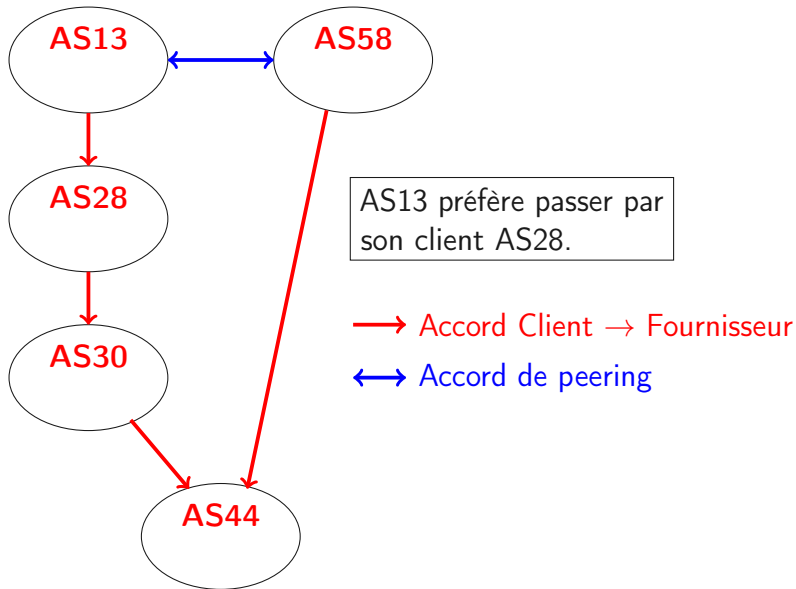 AS13
AS58
AS28
AS13 préfère passer par
son client AS28.
Accord Client → Fournisseur
AS30
Accord de peering
AS44